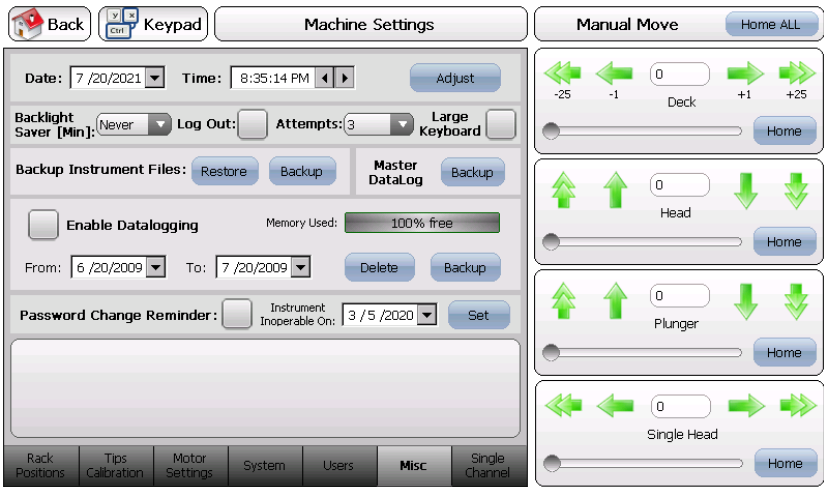 Back
Y X
Ctrl
Keypad
Machine Settings
Manual Move
Home ALL
Date: 7 /20/2021
Time: 8:35:14 PM
Adjust
Backlight
Saver [Min]: Never
Log Out:
Attempts: 3
Large
Keyboard
Backup Instrument Files:
Restore
Backup
Master
DataLog
Backup
Enable Datalogging
Memory Used: 100% free
From: 6 /20/2009
To: 7 /20/2009
Delete
Backup
Password Change Reminder:
Instrument
Inoperable On: 3 /5 /2020
Set
Rack
Positions
Tips
Calibration
Motor
Settings
System
Users
Misc
Single
Channel
0
-25
-1
Deck
+1
+25
Home
0
Head
Home
0
Plunger
Home
0
Single Head
Home